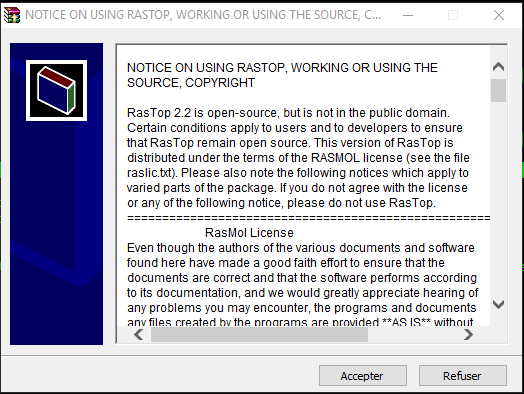 NOTICE ON USING RASTOP, WORKING OR USING THE SOURCE, C...
NOTICE ON USING RASTOP, WORKING OR USING THE
SOURCE, COPYRIGHT
RasTop 2.2 is open-source, but is not in the public domain.
Certain conditions apply to users and to developers to ensure
that RasTop remain open source. This version of RasTop is
distributed under the terms of the RASMOL license (see the file
raslic.txt). Please also note the following notices which apply to
varied parts of the package. If you do not agree with the license
or any of the following notice, please do not use RasTop.
==================================================
RasMol License
Even though the authors of the various documents and software
found here have made a good faith effort to ensure that the
documents are correct and that the software performs according
to its documentation, and we would greatly appreciate hearing of
any problems you may encounter, the programs and documents
any files created by the programs are provided **AS IS** without
Accepter
Refuser